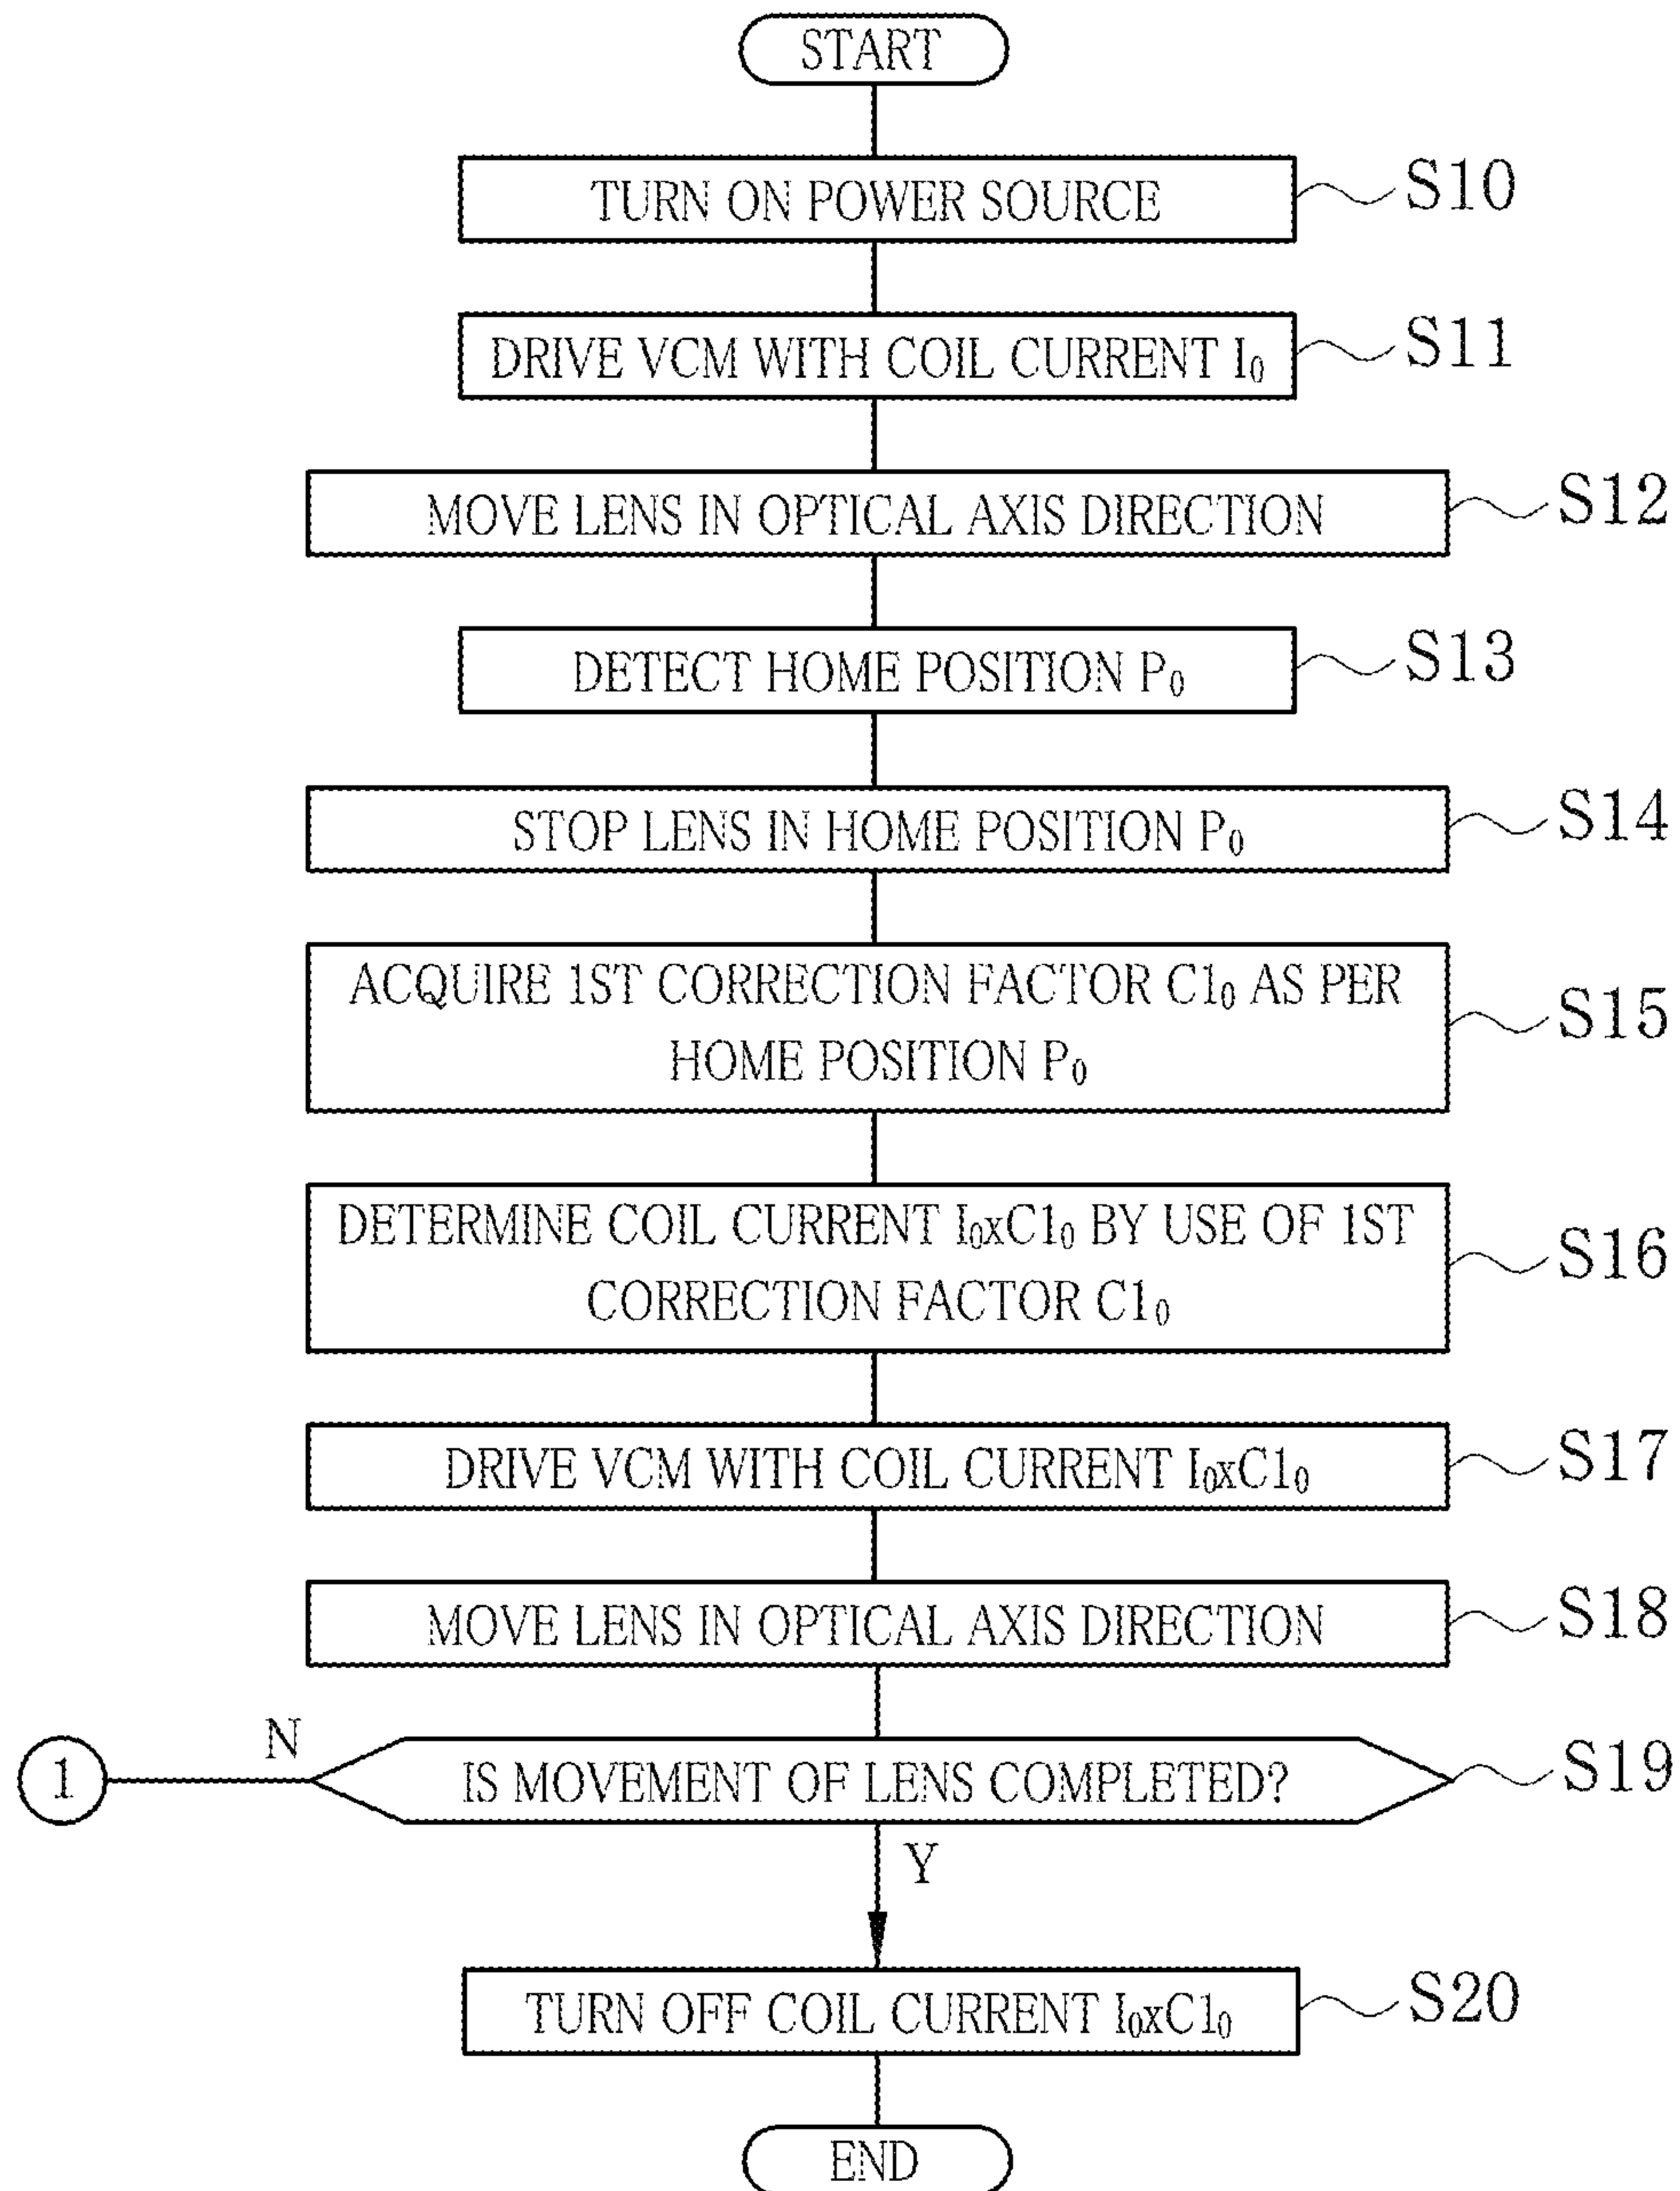 START
TURN ON POWER SOURCE
S10
DRIVE VCM WITH COIL CURRENT I₀
S11
MOVE LENS IN OPTICAL AXIS DIRECTION
S12
DETECT HOME POSITION P₀
S13
STOP LENS IN HOME POSITION P₀
S14
ACQUIRE 1ST CORRECTION FACTOR C1₀ AS PER
HOME POSITION P₀
S15
DETERMINE COIL CURRENT I₀xC1₀ BY USE OF 1ST
CORRECTION FACTOR C1₀
S16
DRIVE VCM WITH COIL CURRENT I₀xC1₀
S17
MOVE LENS IN OPTICAL AXIS DIRECTION
S18
1
N
IS MOVEMENT OF LENS COMPLETED?
S19
Y
TURN OFF COIL CURRENT I₀xC1₀
S20
END